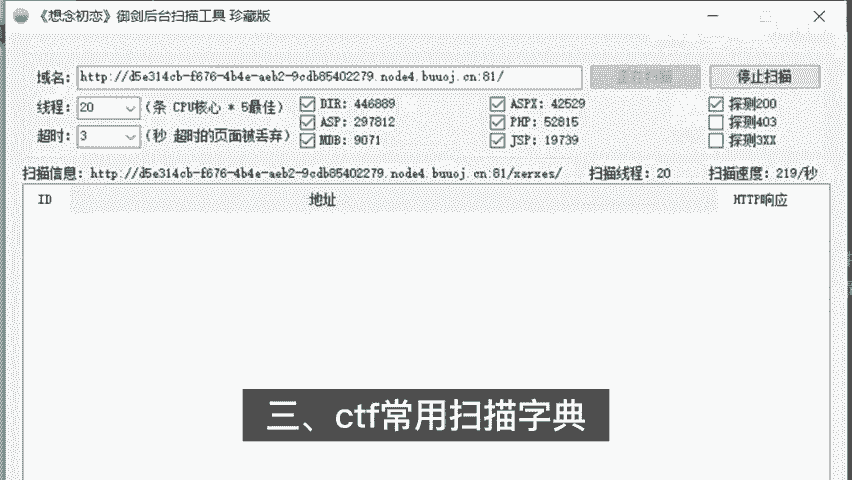 《想念初恋》御剑后台扫描工具 珍藏版
域名: http://d5e314cb-f676-4b4e-aeb2-9cdb85402279.node4.buuoj.cn:81/ 正在扫描 停止扫描
线程: 20 (条 CPU核心 * 5最佳) DIR: 446889 ASPX: 42529 探测200
ASP: 297812 PHP: 52815 探测403
超时: 3 (秒 超时的页面被丢弃) MDB: 9071 JSP: 19739 探测3XX
扫描信息: http://d5e314cb-f676-4b4e-aeb2-9cdb85402279.node4.buuoj.cn:81/xerxes/ 扫描线程: 20 扫描速度: 219/秒
ID 地址 HTTP响应
三、ctf常用扫描字典